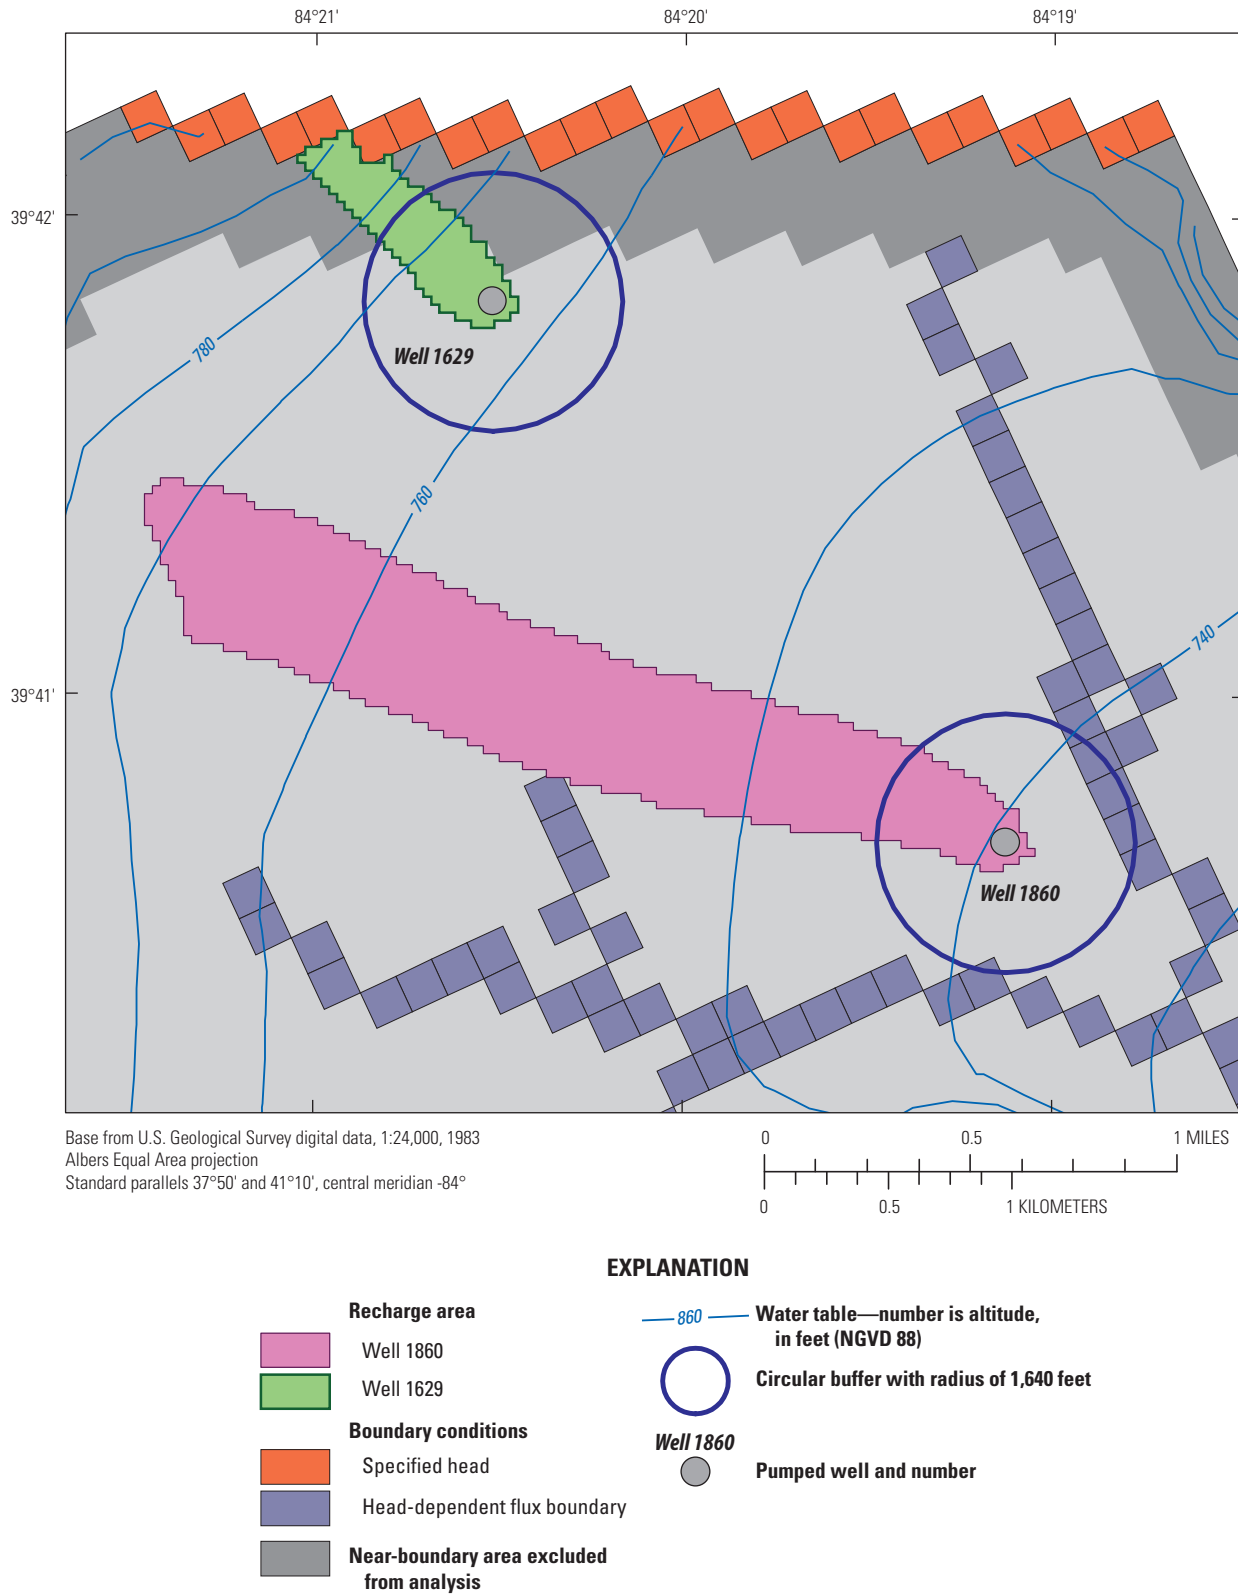 84°21'
84°20'
84°19'
39°42'
780
Well 1629
760
740
39°41'
Well 1860
Base from U.S. Geological Survey digital data, 1:24,000, 1983
Albers Equal Area projection
Standard parallels 37°50' and 41°10', central meridian -84°
0 0.5 1 MILES
0 0.5 1 KILOMETERS
EXPLANATION
Recharge area
Well 1860
Well 1629
Boundary conditions
Specified head
Head-dependent flux boundary
Near-boundary area excluded
from analysis
860
Water table—number is altitude,
in feet (NGVD 88)
Circular buffer with radius of 1,640 feet
Well 1860
Pumped well and number